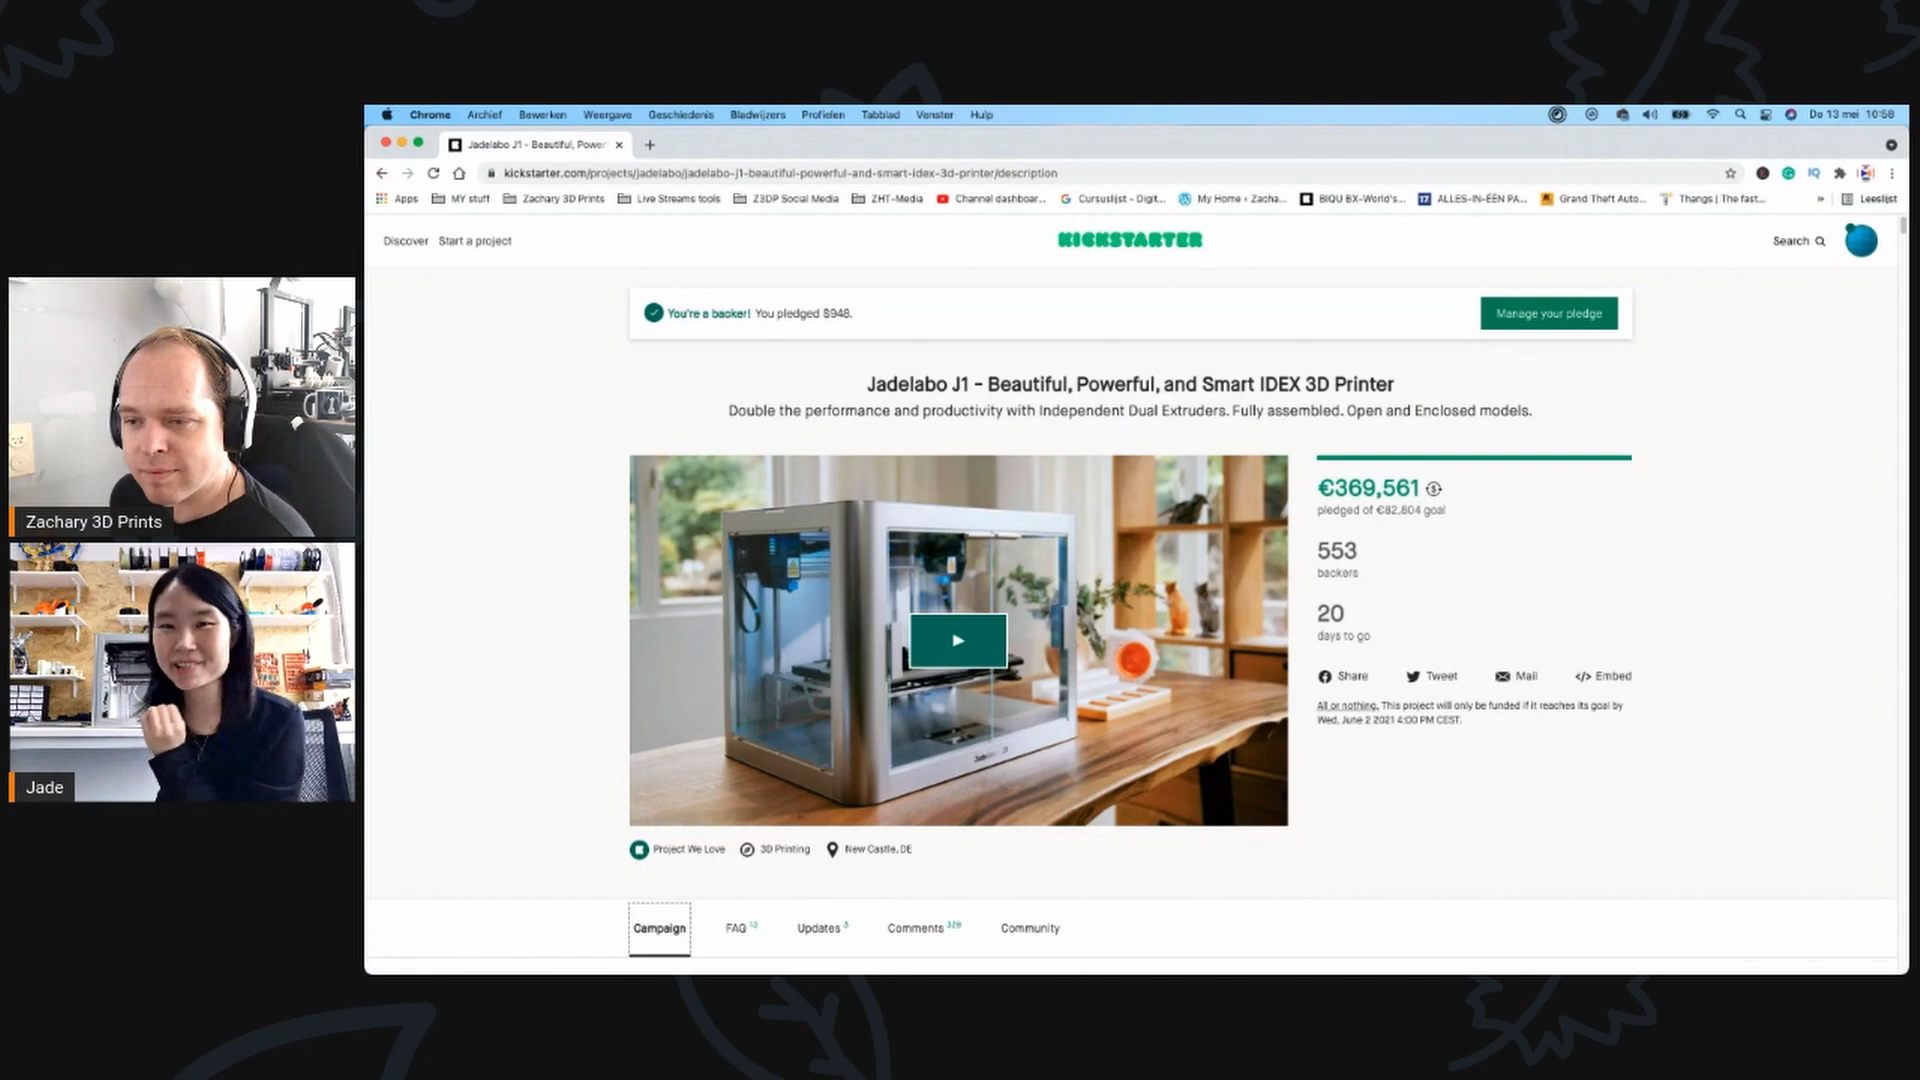 Chrome Archief Bewerken Weergave Geschiedenis Bladwijzers Profielen Tabblad Venster Hulp Do 13 mei 10:58
Jadelabo J1 - Beautiful, Power
kickstarter.com/projects/jadelabo/jadelabo-j1-beautiful-powerful-and-smart-idex-3d-printer/description
Apps MY stuff Zachary 3D Prints Live Streams tools Z3DP Social Media ZHT-Media Channel dashboar... Cursuslijst - Digit... My Home ‹ Zacha... BIQU BX-World's... ALLES-IN-ÉÉN PA... Grand Theft Auto... Thangs | The fast... » Leeslijst
Discover Start a project KICKSTARTER Search
You're a backer! You pledged $948. Manage your pledge
Jadelabo J1 - Beautiful, Powerful, and Smart IDEX 3D Printer
Double the performance and productivity with Independent Dual Extruders. Fully assembled. Open and Enclosed models.
€369,561
pledged of €82,804 goal
553
backers
20
days to go
Share Tweet Mail </> Embed
All or nothing. This project will only be funded if it reaches its goal by
Wed, June 2 2021 4:00 PM CEST.
Project We Love 3D Printing New Castle, DE
Campaign FAQ 13 Updates 3 Comments 329 Community
Zachary 3D Prints
Jade